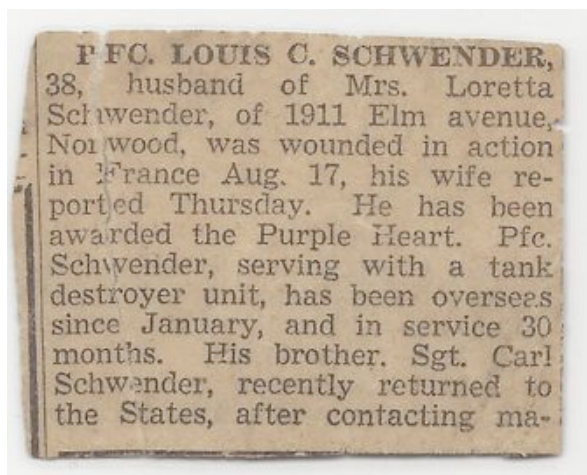 PFC. LOUIS C. SCHWENDER,
38, husband of Mrs. Loretta
Schwender, of 1911 Elm avenue,
Norwood, was wounded in action
in France Aug. 17, his wife re-
ported Thursday. He has been
awarded the Purple Heart. Pfc.
Schwender, serving with a tank
destroyer unit, has been overseas
since January, and in service 30
months. His brother. Sgt. Carl
Schwender, recently returned to
the States, after contacting ma-